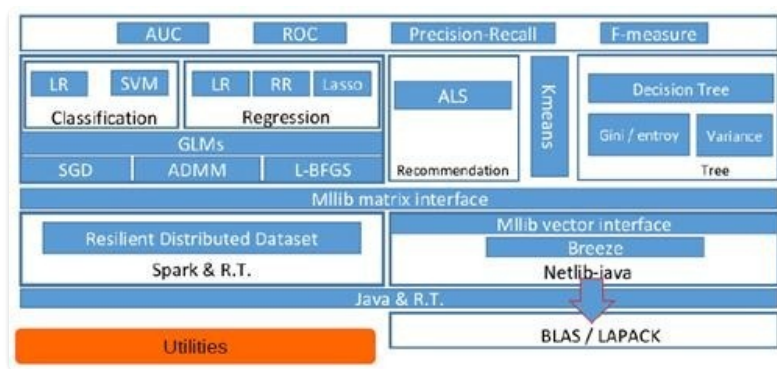 AUC ROC Precision-Recall F-measure
LR SVM
Classification
LR RR Lasso
Regression
GLMs
SGD ADMM L-BFGS
ALS
Recommendation
Kmeans
Decision Tree
Gini / entroy Variance
Tree
Mllib matrix interface
Resilient Distributed Dataset
Spark & R.T.
Mllib vector interface
Breeze
Netlib-java
Java & R.T.
Utilities
BLAS / LAPACK